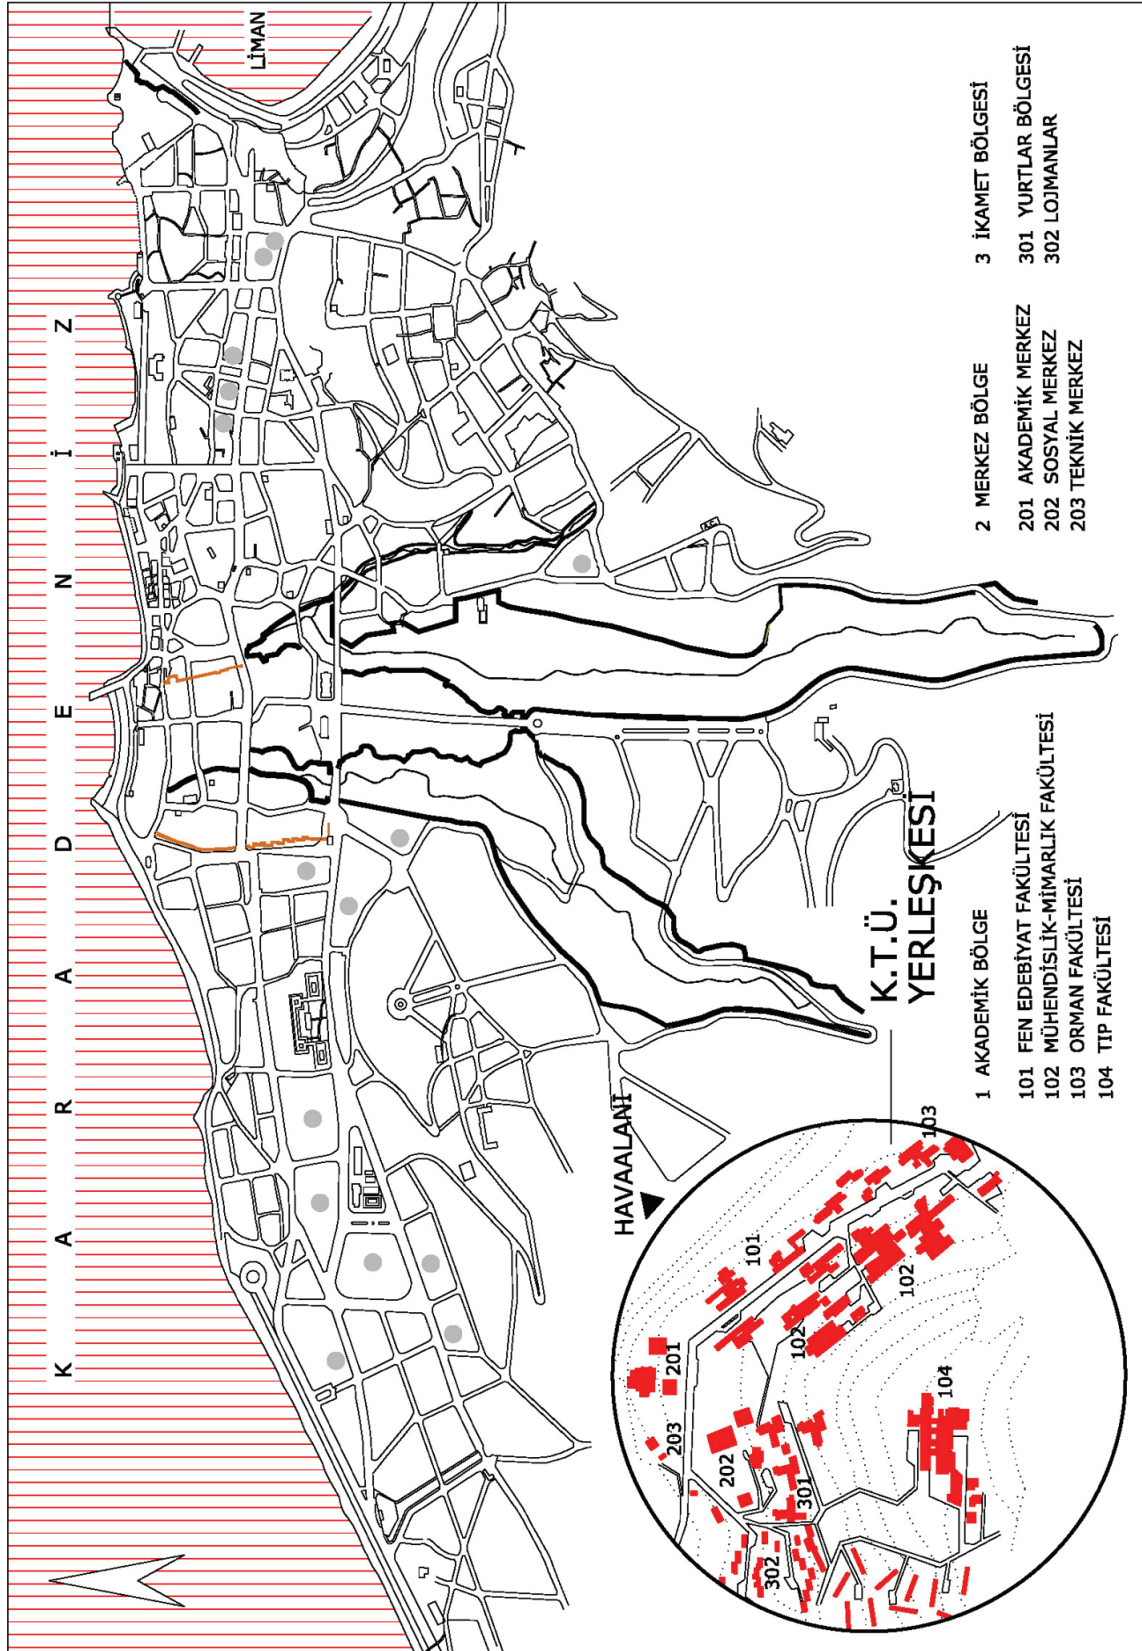 K A R A D E N İ Z
LİMAN
HAVAALANI
K.T.Ü.
YERLEŞKESİ
101
103
102
102
104
201
203
202
301
302
1 AKADEMİK BÖLGE
101 FEN EDEBİYAT FAKÜLTESİ
102 MÜHENDİSLİK-MİMARLIK FAKÜLTESİ
103 ORMAN FAKÜLTESİ
104 TIP FAKÜLTESİ
2 MERKEZ BÖLGE
201 AKADEMİK MERKEZ
202 SOSYAL MERKEZ
203 TEKNİK MERKEZ
3 İKAMET BÖLGESİ
301 YURTLAR BÖLGESİ
302 LOJMANLAR